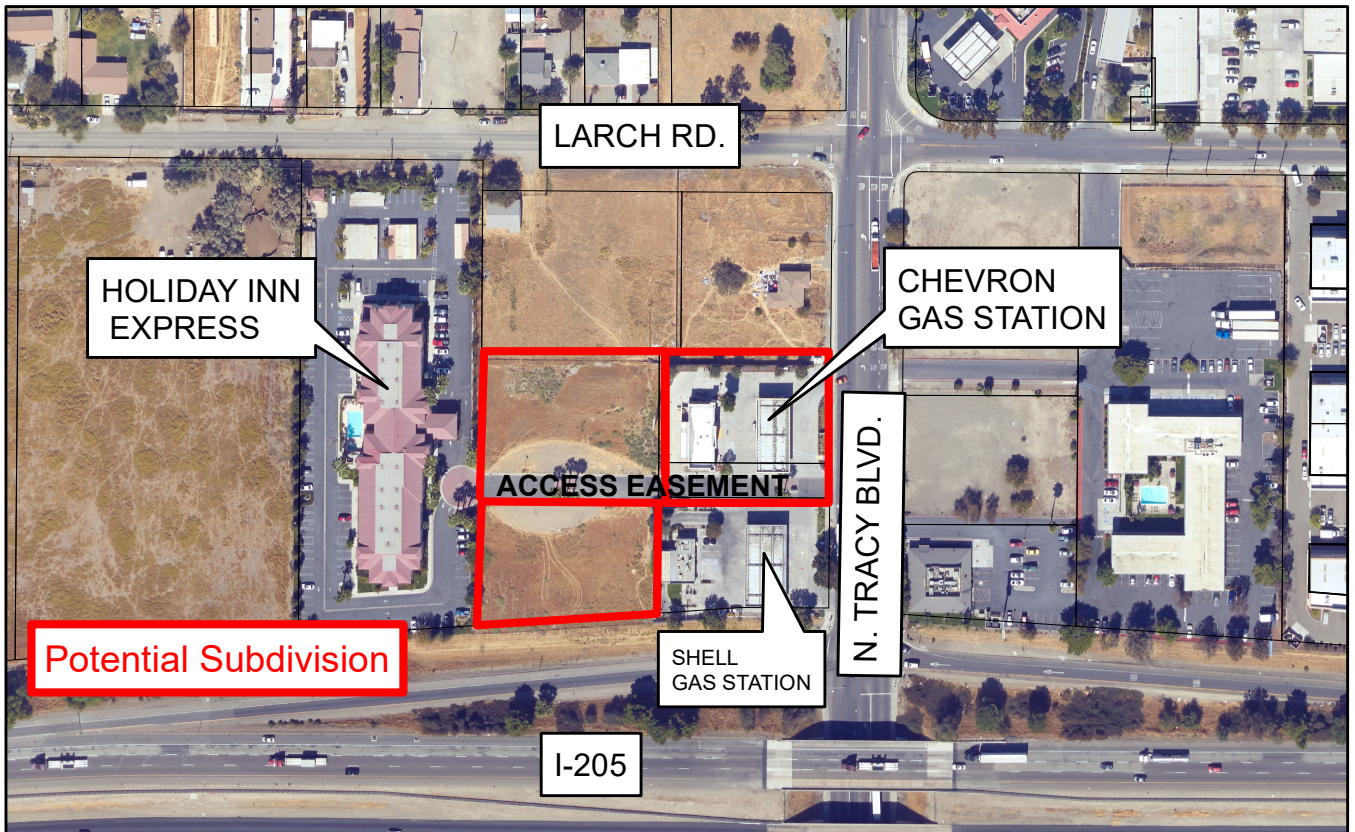 LARCH RD.
HOLIDAY INN
EXPRESS
CHEVRON
GAS STATION
ACCESS EASEMENT
N. TRACY BLVD.
Potential Subdivision
SHELL
GAS STATION
I-205